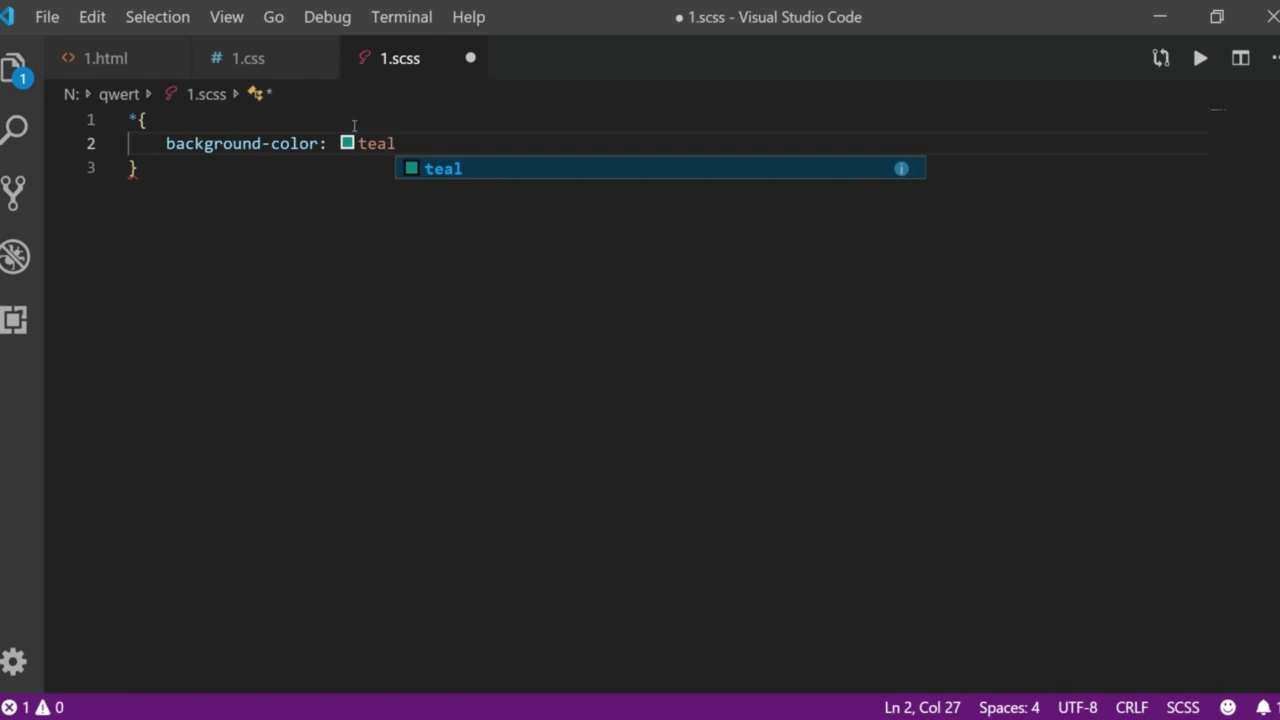 File Edit Selection View Go Debug Terminal Help ● 1.scss - Visual Studio Code
1.html # 1.css 1.scss
1
N: qwert 1.scss *
1 *{
2 background-color: teal
teal
3 }
1 0 Ln 2, Col 27 Spaces: 4 UTF-8 CRLF SCSS